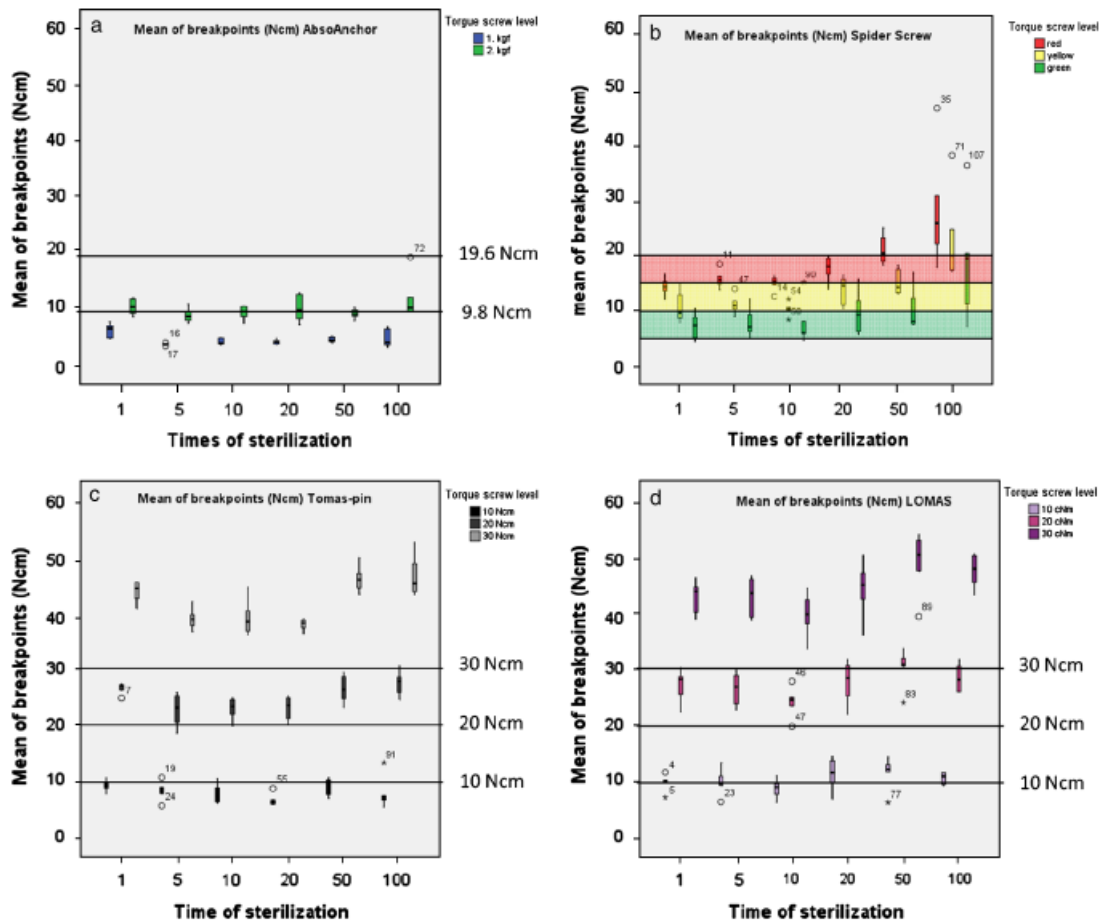 a
Mean of breakpoints (Ncm) AbsoAnchor
Torque screw level
1. kgf
2. kgf
Mean of breakpoints (Ncm)
60
50
40
30
20
10
0
72
16
17
19.6 Ncm
9.8 Ncm
1 5 10 20 50 100
Times of sterilization
b
Mean of breakpoints (Ncm) Spider Screw
Torque screw level
red
yellow
green
mean of breakpoints (Ncm)
60
50
40
30
20
10
0
35
71
107
11
47
14
54
90
1 5 10 20 50 100
Times of sterilization
c
Mean of breakpoints (Ncm) Tomas-pin
Torque screw level
10 Ncm
20 Ncm
30 Ncm
Mean of breakpoints (Ncm)
60
50
40
30
20
10
0
7
19
24
55
91
30 Ncm
20 Ncm
10 Ncm
1 5 10 20 50 100
Time of sterilization
d
Mean of breakpoints (Ncm) LOMAS
Torque screw level
10 cNm
20 cNm
30 cNm
Mean of breakpoints (Ncm)
60
50
40
30
20
10
0
89
46
83
47
4
5
23
77
30 Ncm
20 Ncm
10 Ncm
1 5 10 20 50 100
Time of sterilization